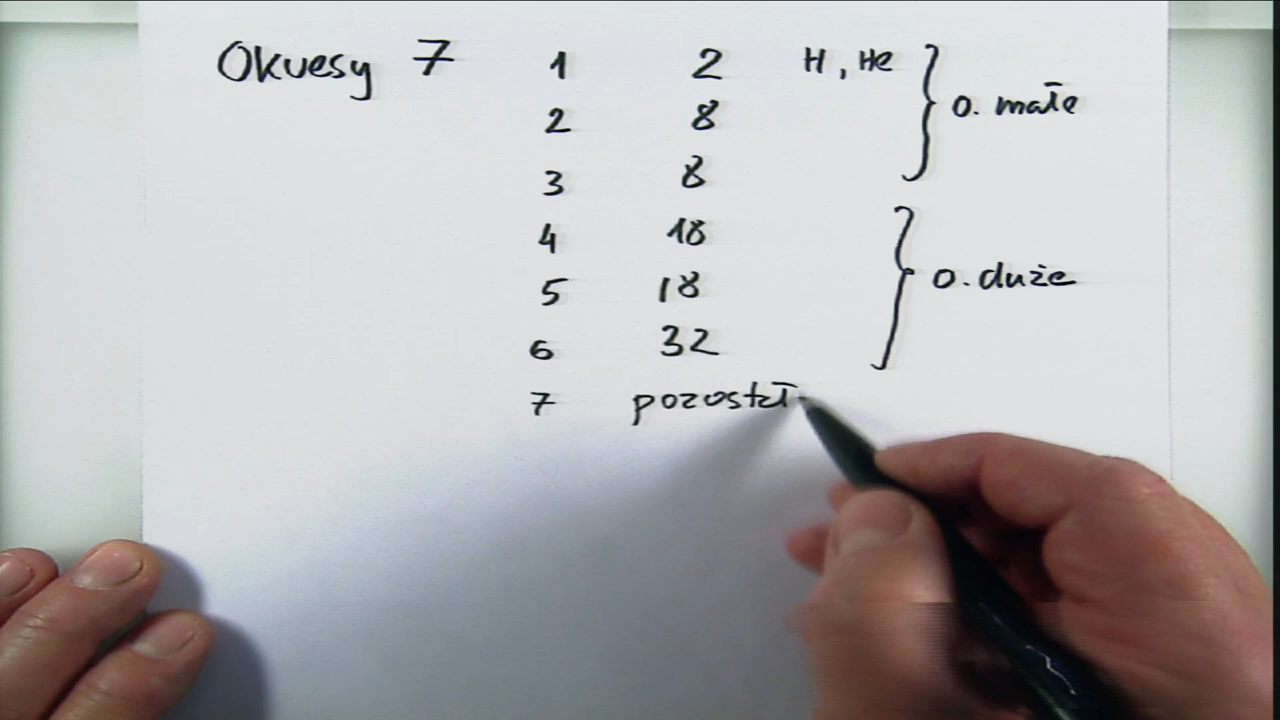 Okresy 7 1 2 H, He o. małe
2 8
3 8
4 18
5 18 o. duże
6 32
7 pozostał